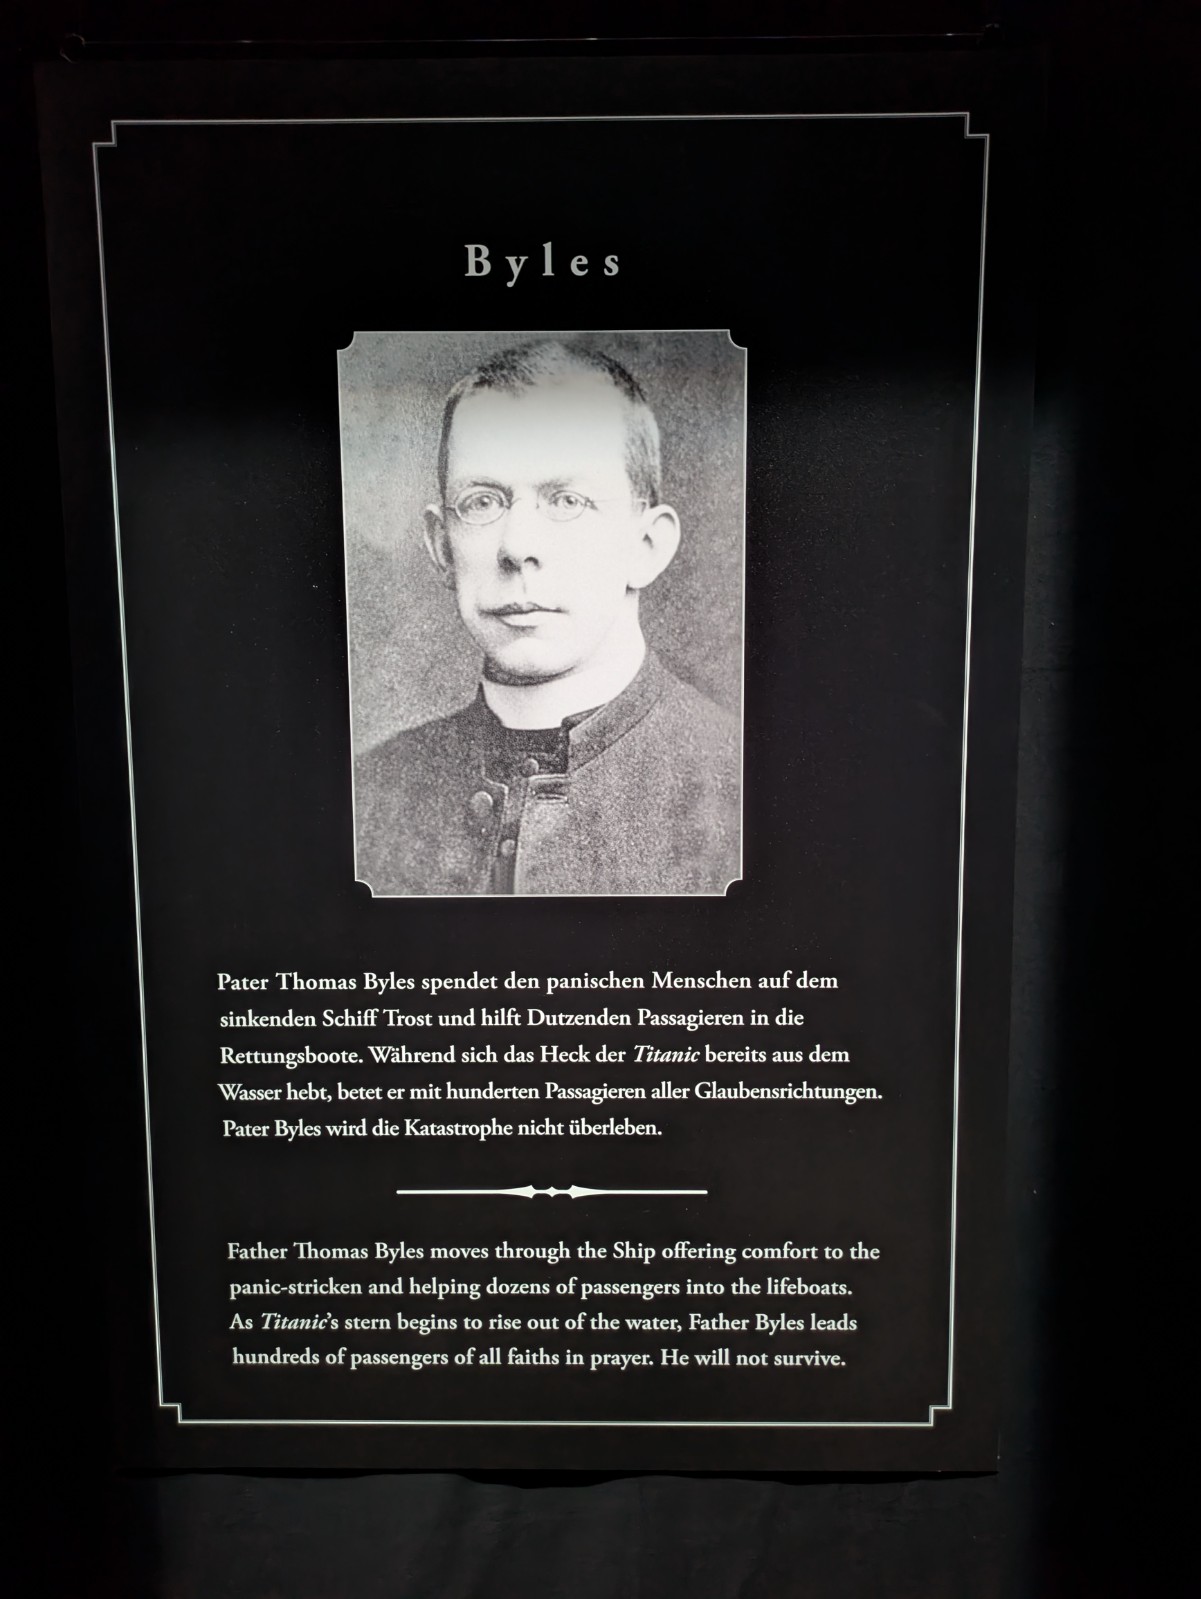 Byles
Pater Thomas Byles spendet den panischen Menschen auf dem
sinkenden Schiff Trost und hilft Dutzenden Passagieren in die
Rettungsboote. Während sich das Heck der Titanic bereits aus dem
Wasser hebt, betet er mit hunderten Passagieren aller Glaubensrichtungen.
Pater Byles wird die Katastrophe nicht überleben.
Father Thomas Byles moves through the Ship offering comfort to the
panic-stricken and helping dozens of passengers into the lifeboats.
As Titanic's stern begins to rise out of the water, Father Byles leads
hundreds of passengers of all faiths in prayer. He will not survive.